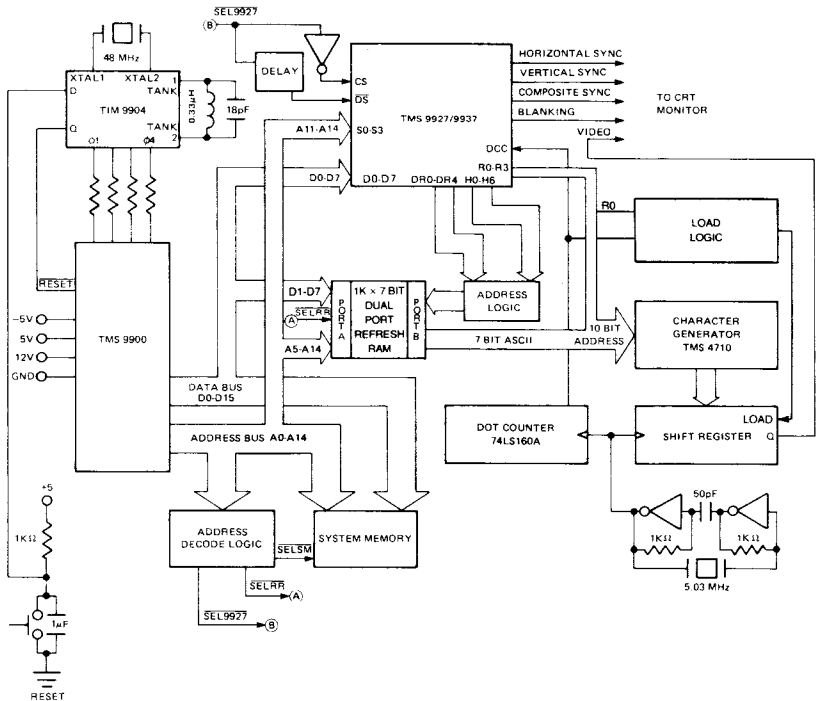 SEL9927
B
XTAL1 XTAL2
48 MHz
D
TIM 9904
1
TANK
TANK
2
Q
O1 Ø4
0.33μH
18pF
DELAY
CS
DS
TMS 9927/9937
A11-A14
S0-S3
D0-D7
D0-D7
DR0-DR4 H0-H6
DCC
R0-R3
HORIZONTAL SYNC
VERTICAL SYNC
COMPOSITE SYNC
BLANKING
VIDEO
TO CRT
MONITOR
R0
LOAD
LOGIC
RESET
-5V
5V
12V
GND
TMS 9900
D1-D7
SELRR
A
A5-A14
PORT A
1K × 7 BIT
DUAL
PORT
REFRESH
RAM
PORT B
ADDRESS
LOGIC
7 BIT ASCII
10 BIT
ADDRESS
CHARACTER
GENERATOR
TMS 4710
DATA BUS
D0-D15
ADDRESS BUS A0-A14
DOT COUNTER
74LS160A
LOAD
SHIFT REGISTER
Q
50pF
1KΩ
1KΩ
5.03 MHz
ADDRESS
DECODE LOGIC
SELSM
SYSTEM MEMORY
SELRR
A
SEL9927
B
+5
1KΩ
1μF
RESET